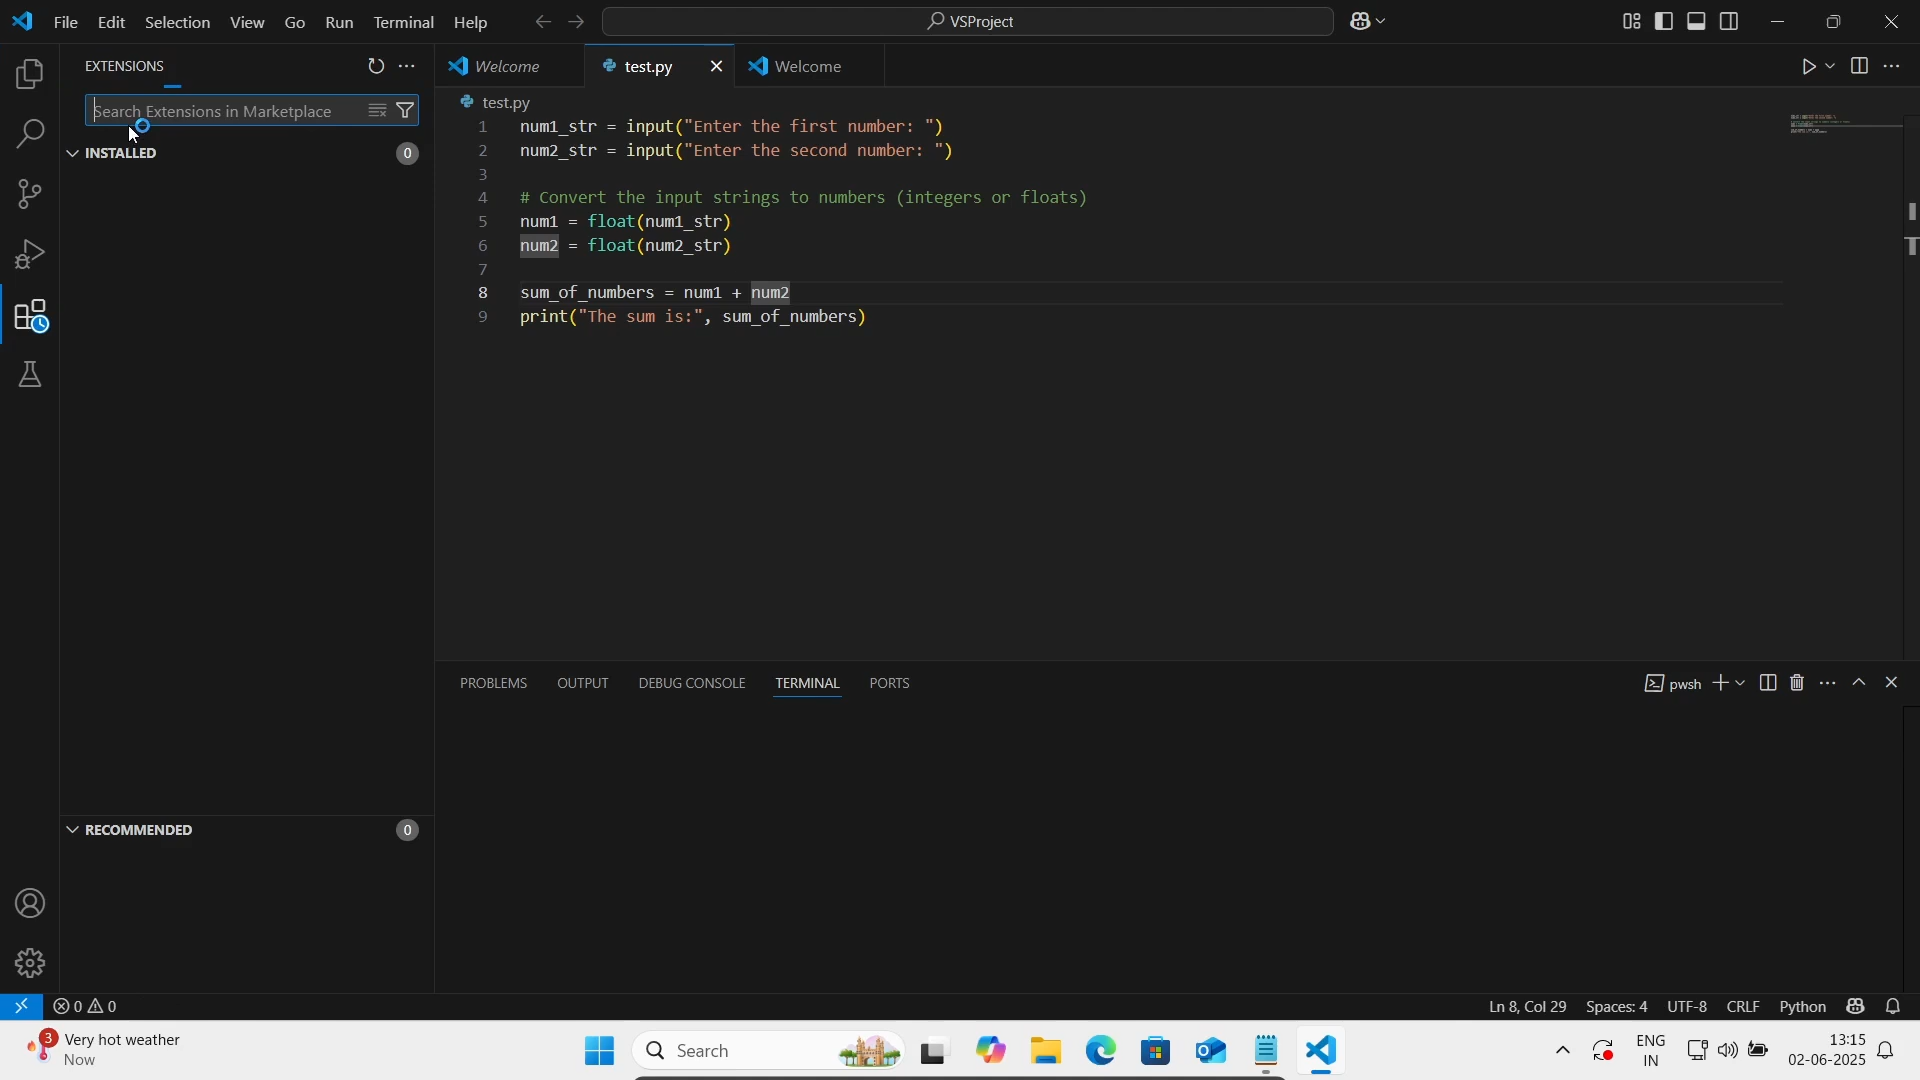 File Edit Selection View Go Run Terminal Help
VSProject
EXTENSIONS
Search Extensions in Marketplace
INSTALLED
0
RECOMMENDED
0
Welcome
test.py
Welcome
test.py
1 num1_str = input("Enter the first number: ")
2 num2_str = input("Enter the second number: ")
3
4 # Convert the input strings to numbers (integers or floats)
5 num1 = float(num1_str)
6 num2 = float(num2_str)
7
8 sum_of_numbers = num1 + num2
9 print("The sum is:", sum_of_numbers)
PROBLEMS OUTPUT DEBUG CONSOLE TERMINAL PORTS
pwsh
0 0
Ln 8, Col 29 Spaces: 4 UTF-8 CRLF Python
3
Very hot weather
Now
Search
ENG
IN
13:15
02-06-2025